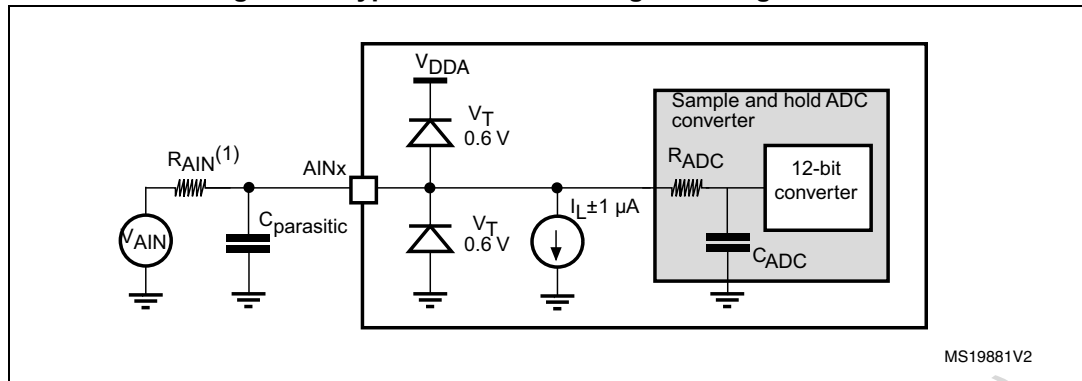 VDDA
Sample and hold ADC
converter
VT
0.6 V
RAIN(1)
AINx
RADC
12-bit
converter
IL±1 µA
VT
0.6 V
Cparasitic
VAIN
CADC
MS19881V2